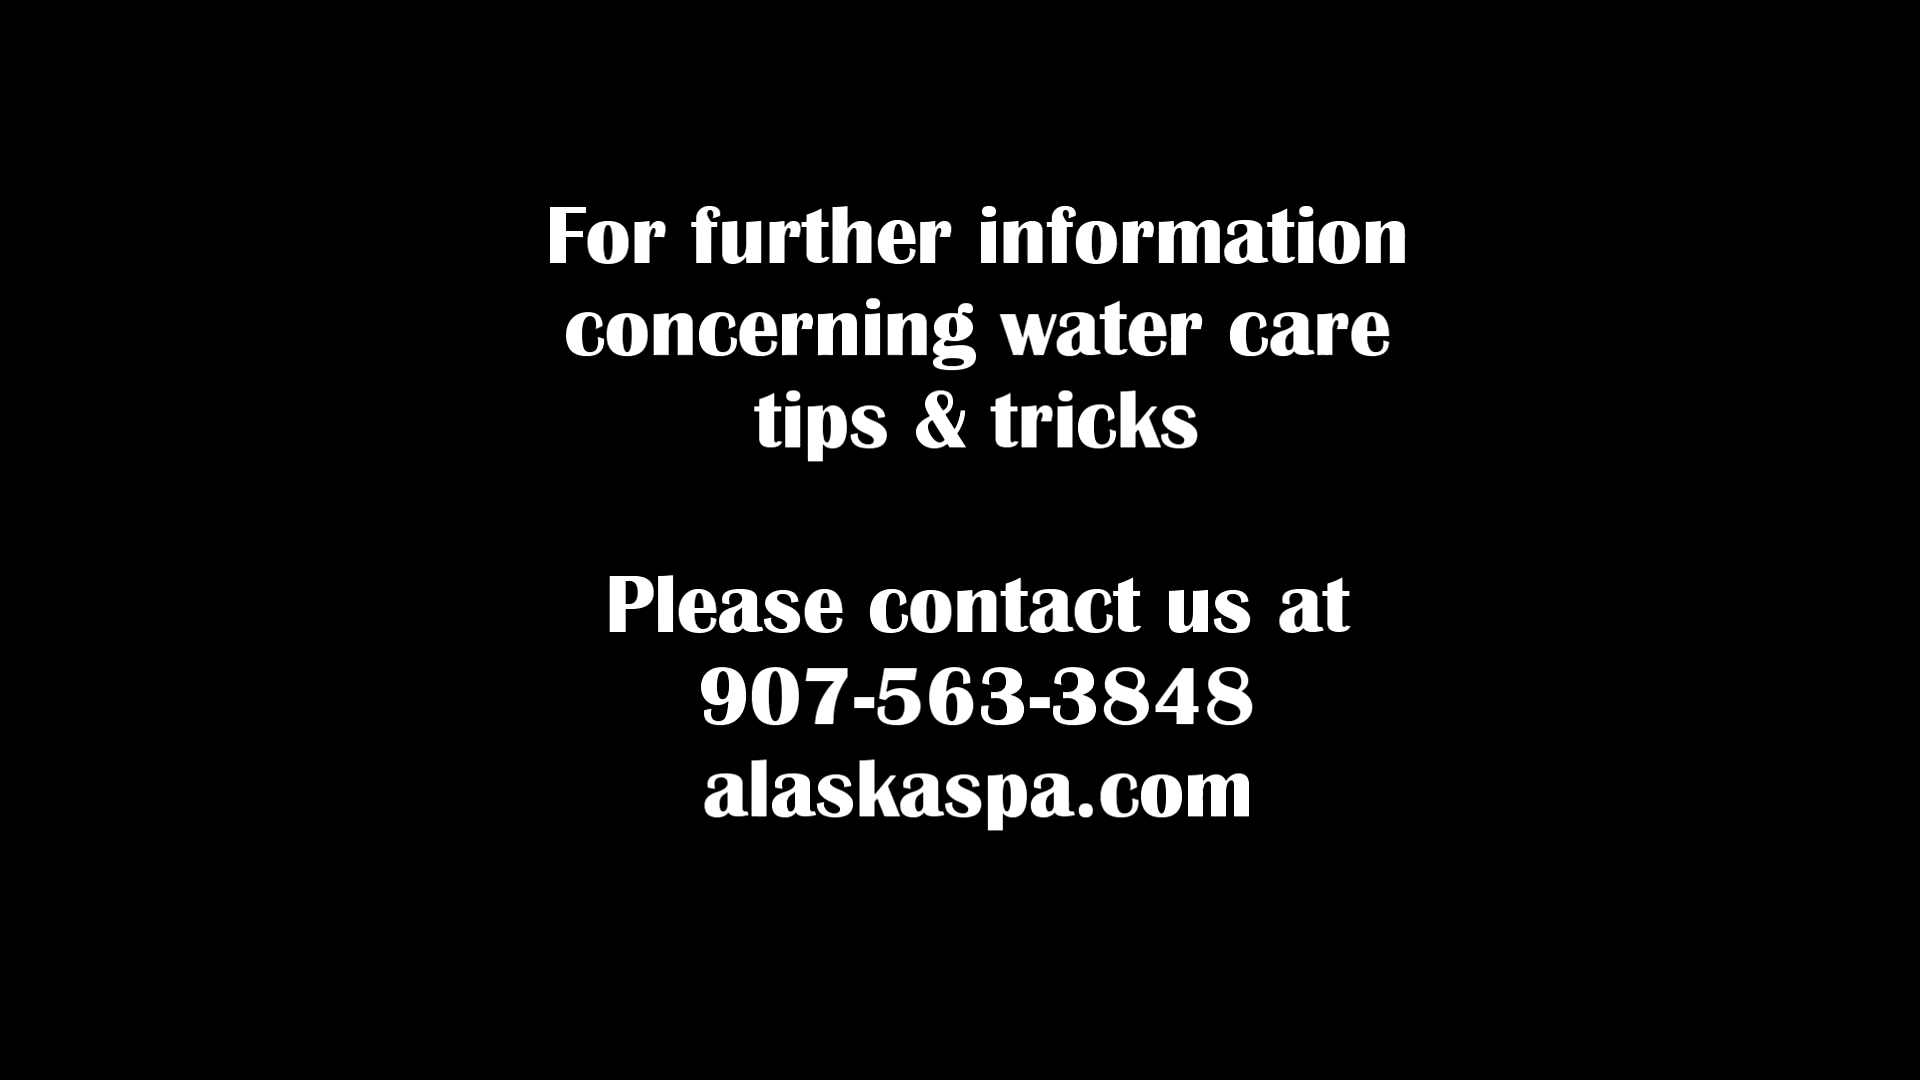 For further information
concerning water care
tips & tricks
Please contact us at
907-563-3848
alaskaspa.com